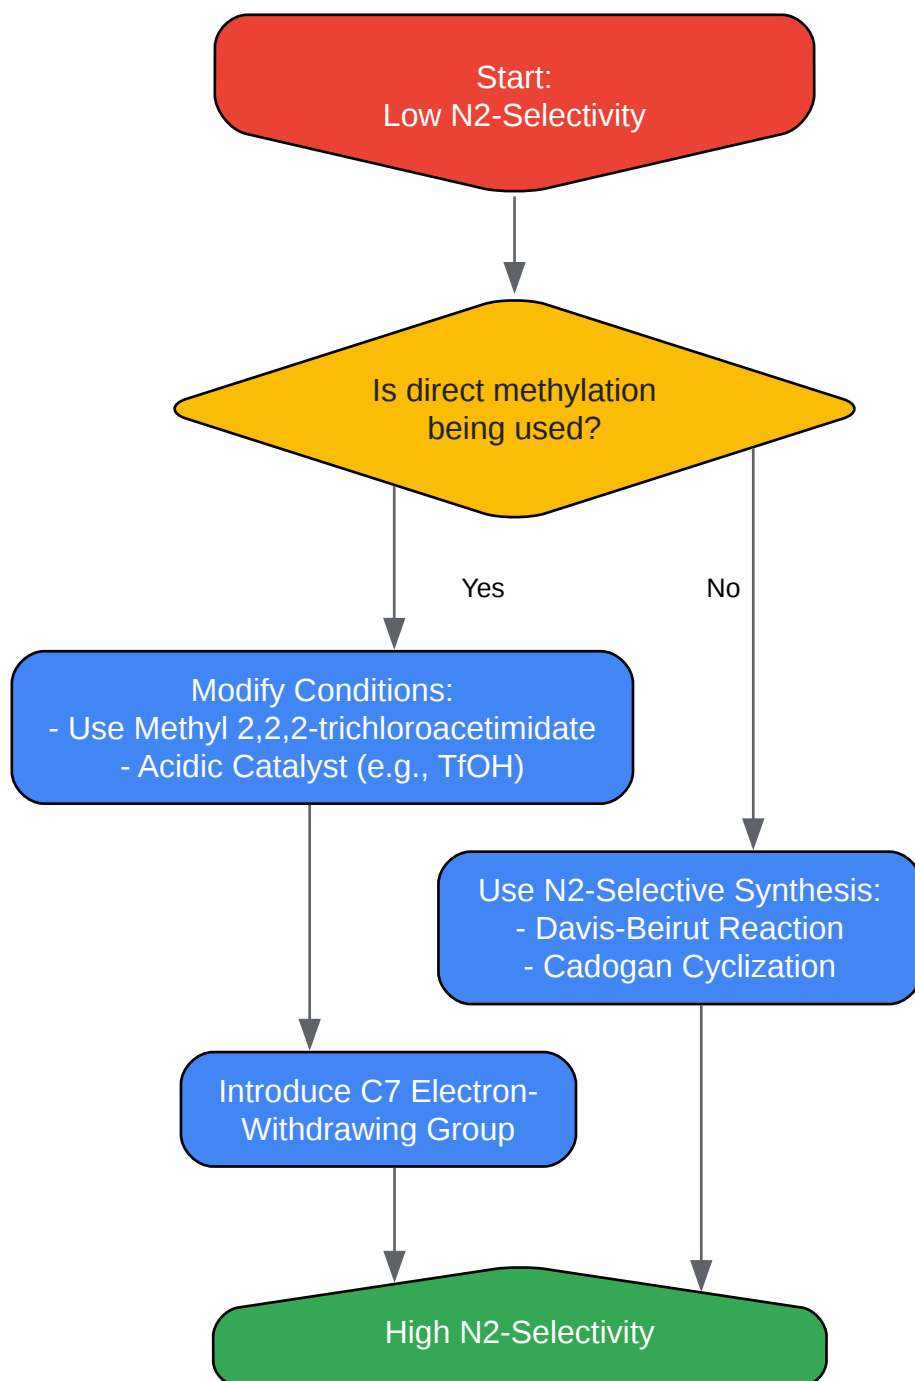 Start:
Low N2-Selectivity
Is direct methylation
being used?
Yes
No
Modify Conditions:
- Use Methyl 2,2,2-trichloroacetimidate
- Acidic Catalyst (e.g., TfOH)
Use N2-Selective Synthesis:
- Davis-Beirut Reaction
- Cadogan Cyclization
Introduce C7 Electron-
Withdrawing Group
High N2-Selectivity